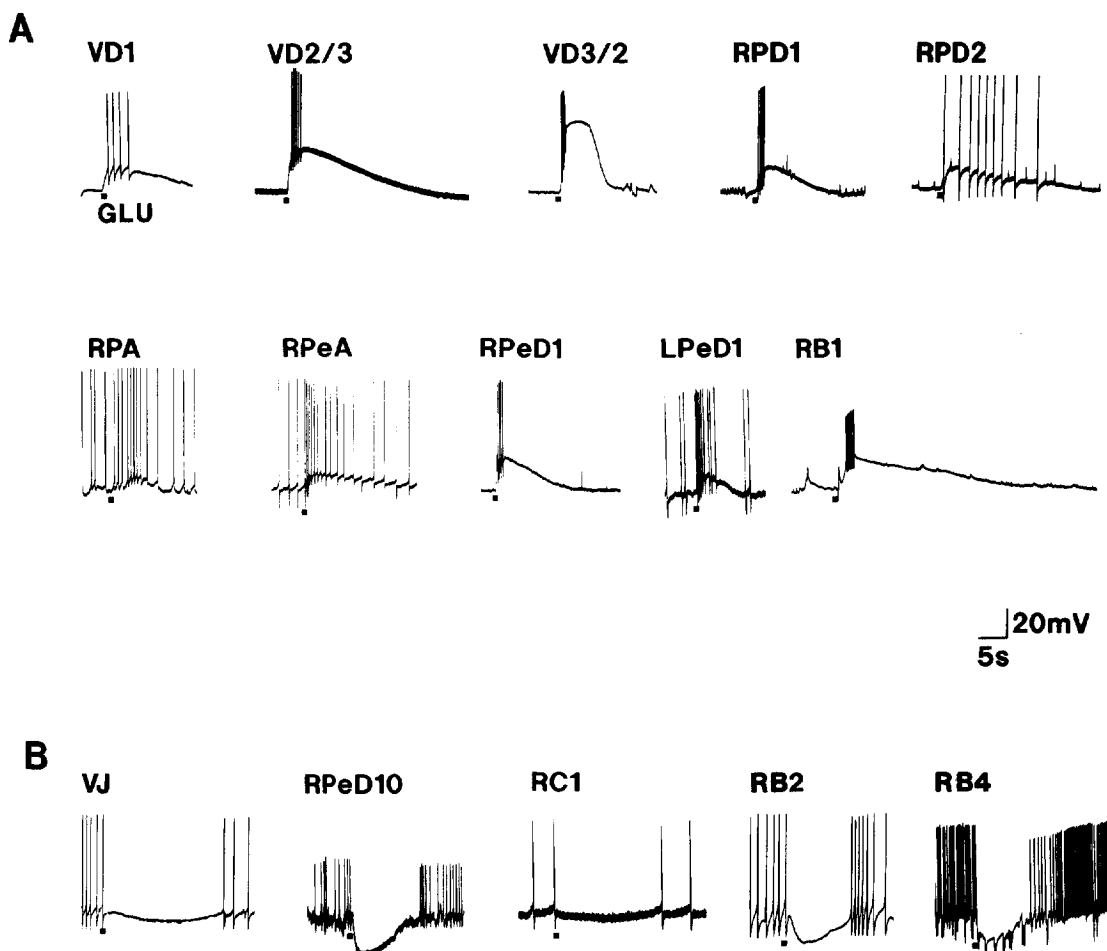 A
VD1 VD2/3 VD3/2 RPD1 RPD2
GLU
RPA RPeA RPeD1 LPeD1 RB1
20mV
5s
B
VJ RPeD10 RC1 RB2 RB4